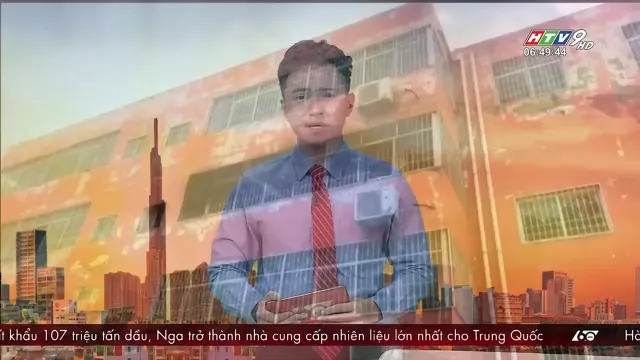 HTV9 HD
06:49:44
t khẩu 107 triệu tấn dầu, Nga trở thành nhà cung cấp nhiên liệu lớn nhất cho Trung Quốc